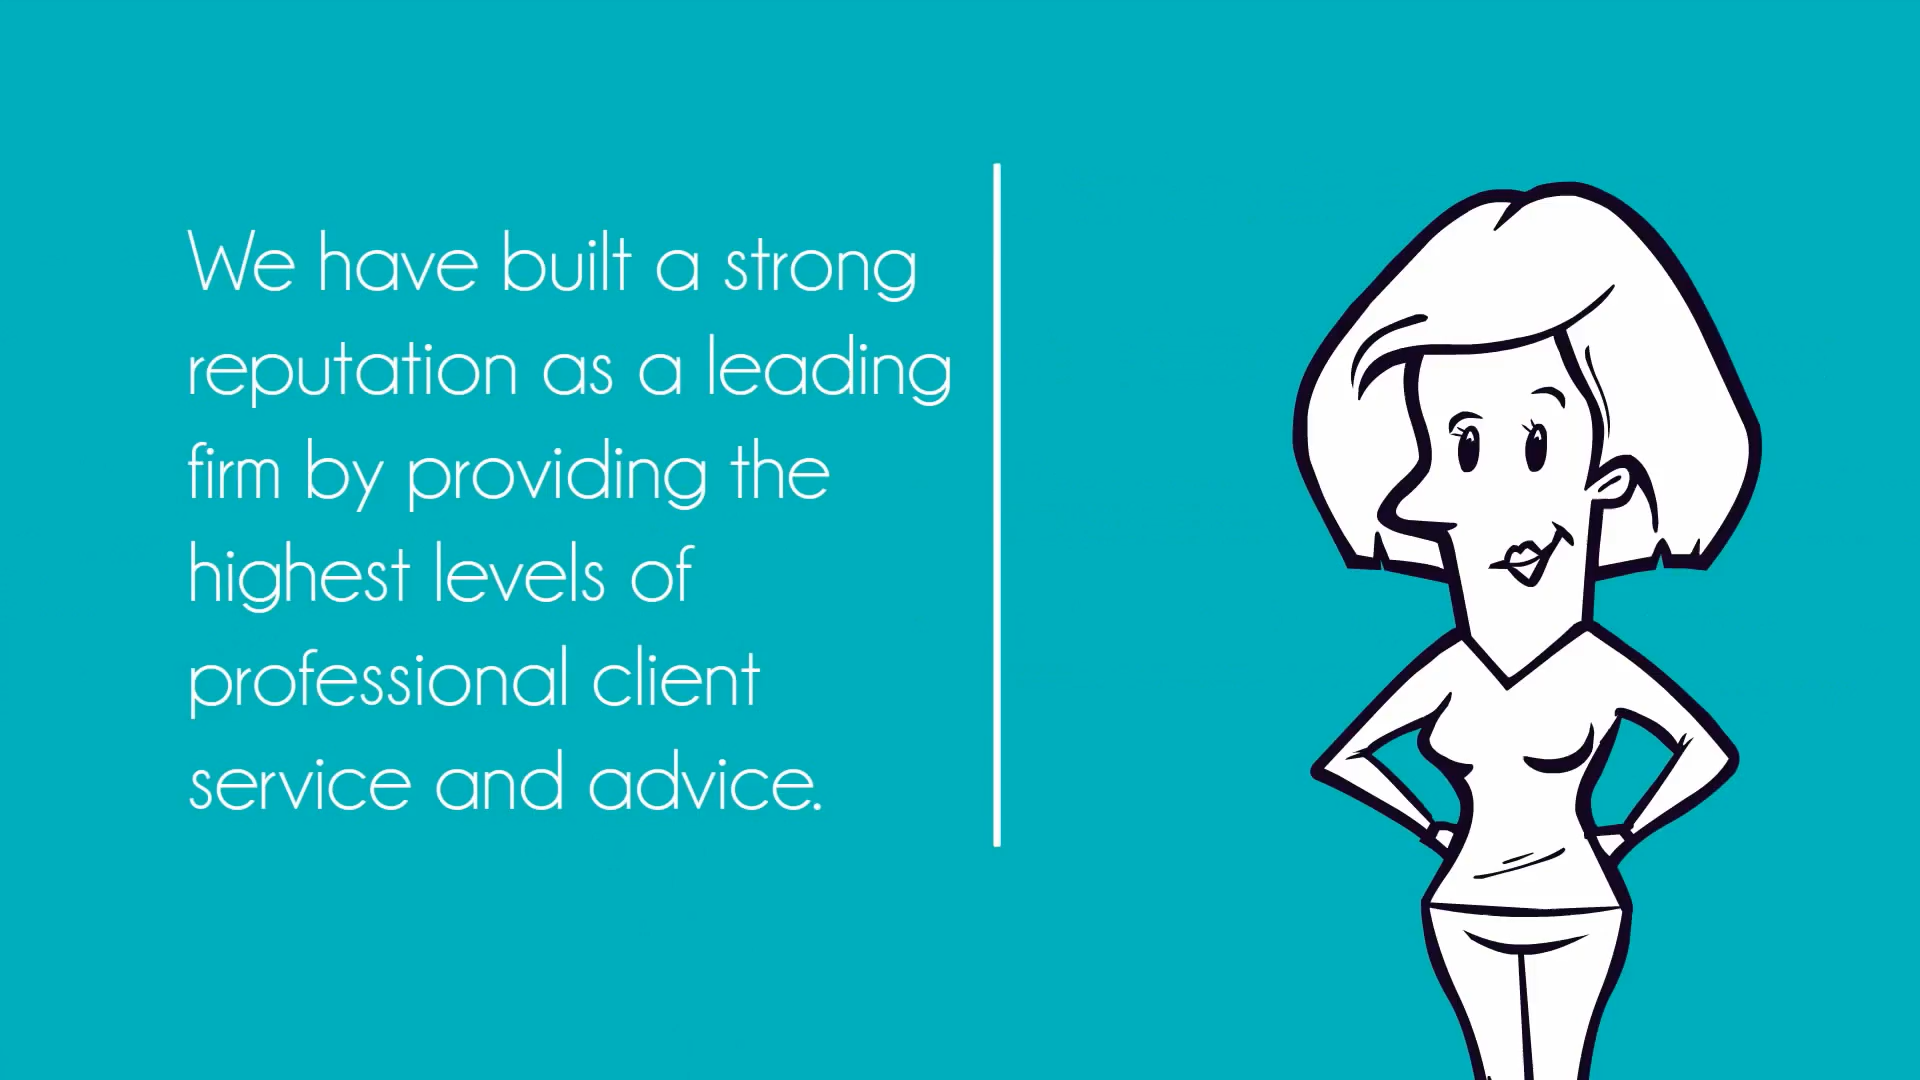 We have built a strong
reputation as a leading
firm by providing the
highest levels of
professional client
service and advice.